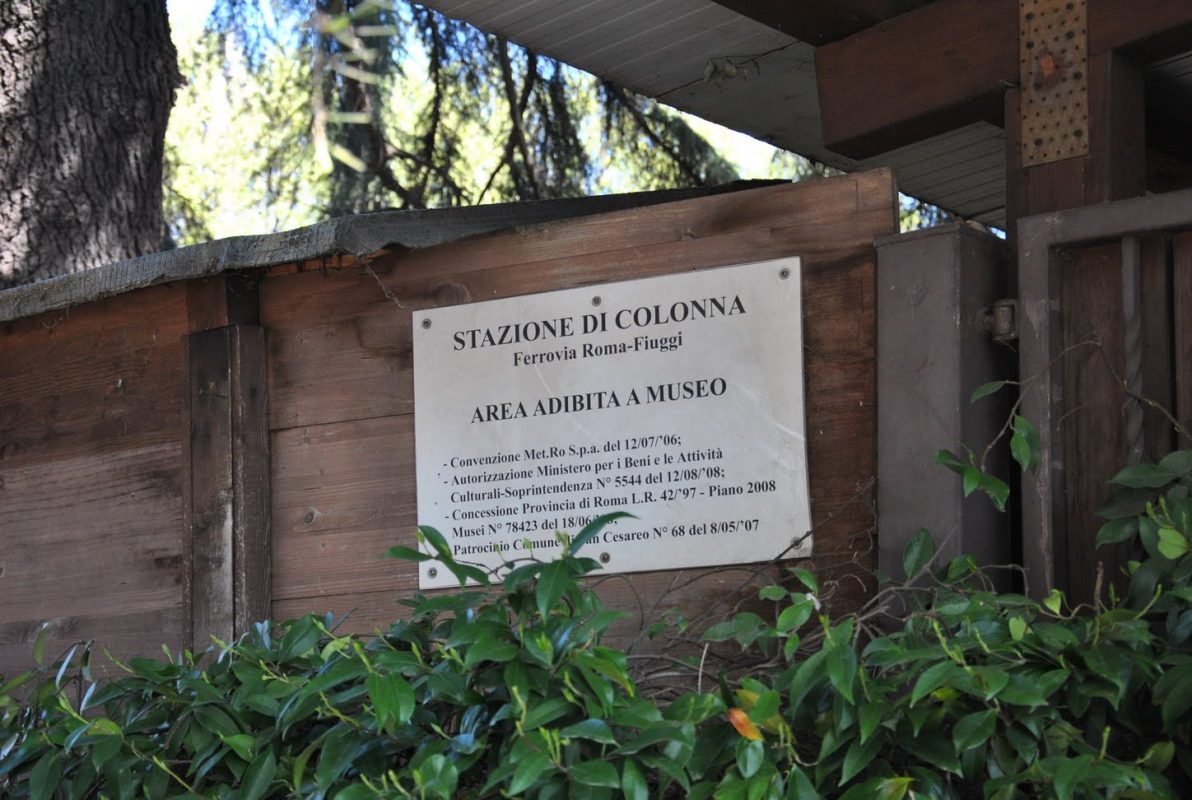 STAZIONE DI COLONNA
Ferrovia Roma-Fiuggi
AREA ADIBITA A MUSEO
- Convenzione Met.Ro S.p.a. del 12/07/'06;
- Autorizzazione Ministero per i Beni e le Attività
Culturali-Soprintendenza N° 5544 del 12/08/'08;
- Concessione Provincia di Roma L.R. 42/'97 - Piano 2008
Musei N° 78423 del
Patrocinio Comune Cesareo N° 68 del 8/05/'07